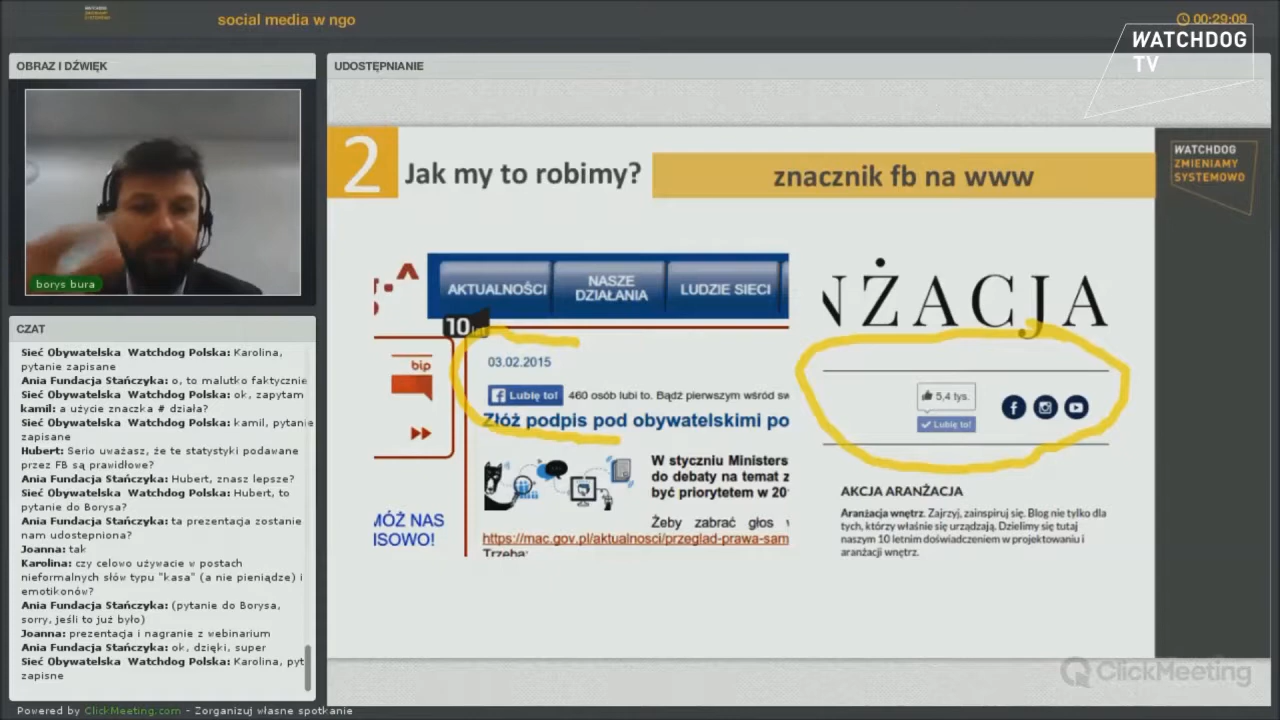 WATCHDOG
ZMIENIAMY
SYSTEMOWO
social media w ngo
00:29:09
WATCHDOG
TV
OBRAZ I DŹWIĘK
borys bura
CZAT
Sieć Obywatelska Watchdog Polska: Karolina,
pytanie zapisane
Ania Fundacja Stańczyka: o, to malutko faktycznie
Sieć Obywatelska Watchdog Polska: ok, zapytam
kamil: a użycie znaczka # działa?
Sieć Obywatelska Watchdog Polska: kamil, pytanie
zapisane
Hubert: Serio uważasz, że te statystyki podawane
przez FB są prawidłowe?
Ania Fundacja Stańczyka: Hubert, znasz lepsze?
Sieć Obywatelska Watchdog Polska: Hubert, to
pytanie do Borysa?
Ania Fundacja Stańczyka: ta prezentacja zostanie
nam udostepniona?
Joanna: tak
Karolina: czy celowo używacie w postach
nieformalnych słów typu "kasa" (a nie pieniądze) i
emotikonów?
Ania Fundacja Stańczyka: (pytanie do Borysa,
sorry, jeśli to już było)
Joanna: prezentacja i nagranie z webinarium
Ania Fundacja Stańczyka: ok, dzięki, super
Sieć Obywatelska Watchdog Polska: Karolina, pyt
zapisne
UDOSTĘPNIANIE
2
Jak my to robimy?
znacznik fb na www
WATCHDOG
ZMIENIAMY
SYSTEMOWO
AKTUALNOŚCI
NASZE
DZIAŁANIA
LUDZIE SIECI
10
bip
03.02.2015
Lubię to!
460 osób lubi to. Bądź pierwszym wśród sw
Złóż podpis pod obywatelskimi po
W styczniu Ministers
do debaty na temat z
być priorytetem w 20
Żeby zabrać głos w
https://mac.gov.pl/aktualnosci/przeglad-prawa-sam
Trzeba:
MÓŻ NAS
ISOWO!
NŻACJA
5,4 tys.
Lubię to!
AKCJA ARANŻACJA
Aranżacja wnętrz. Zajrzyj, zainspiruj się. Blog nie tylko dla
tych, którzy właśnie się urządzają. Dzielimy się tutaj
naszym 10 letnim doświadczeniem w projektowaniu i
aranżacji wnętrz.
ClickMeeting
Powered by ClickMeeting.com - Zorganizuj własne spotkanie